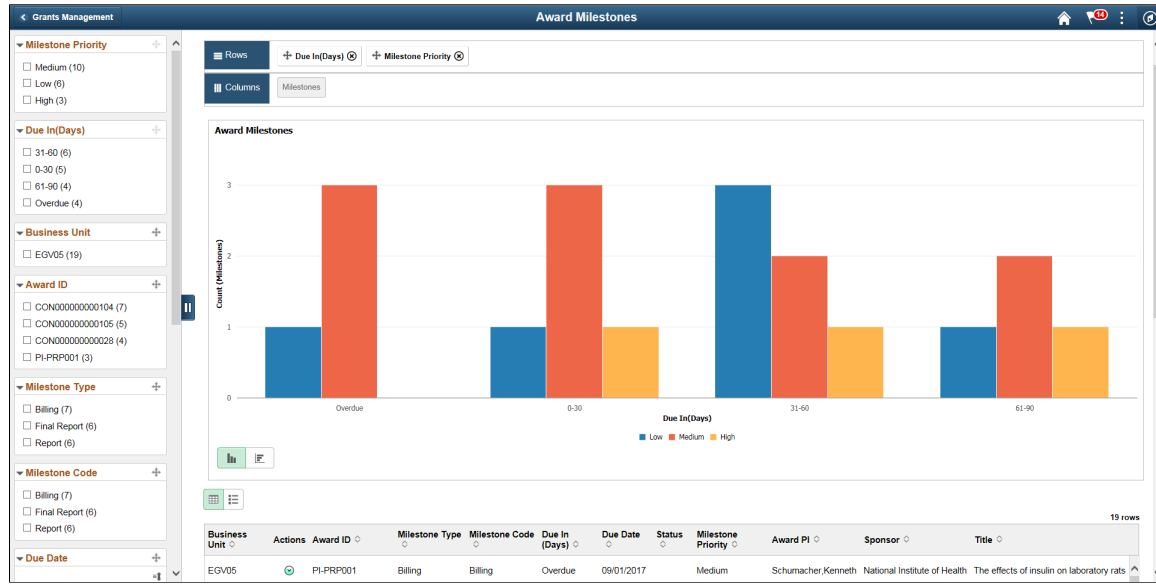 Grants Management
Award Milestones
14
Milestone Priority
Medium (10)
Low (6)
High (3)
Due In(Days)
31-60 (6)
0-30 (5)
61-90 (4)
Overdue (4)
Business Unit
EGV05 (19)
Award ID
CON000000000104 (7)
CON000000000105 (5)
CON000000000028 (4)
PI-PRP001 (3)
Milestone Type
Billing (7)
Final Report (6)
Report (6)
Milestone Code
Billing (7)
Final Report (6)
Report (6)
Due Date
Rows
Due In(Days)
Milestone Priority
Columns
Milestones
Award Milestones
Count (Milestones)
3
2
1
0
Overdue
0-30
31-60
61-90
Due In(Days)
Low Medium High
19 rows
Business Unit Actions Award ID Milestone Type Milestone Code Due In (Days) Due Date Status Milestone Priority Award PI Sponsor Title
EGV05 PI-PRP001 Billing Billing Overdue 09/01/2017 Medium Schumacher,Kenneth National Institute of Health The effects of insulin on laboratory rats